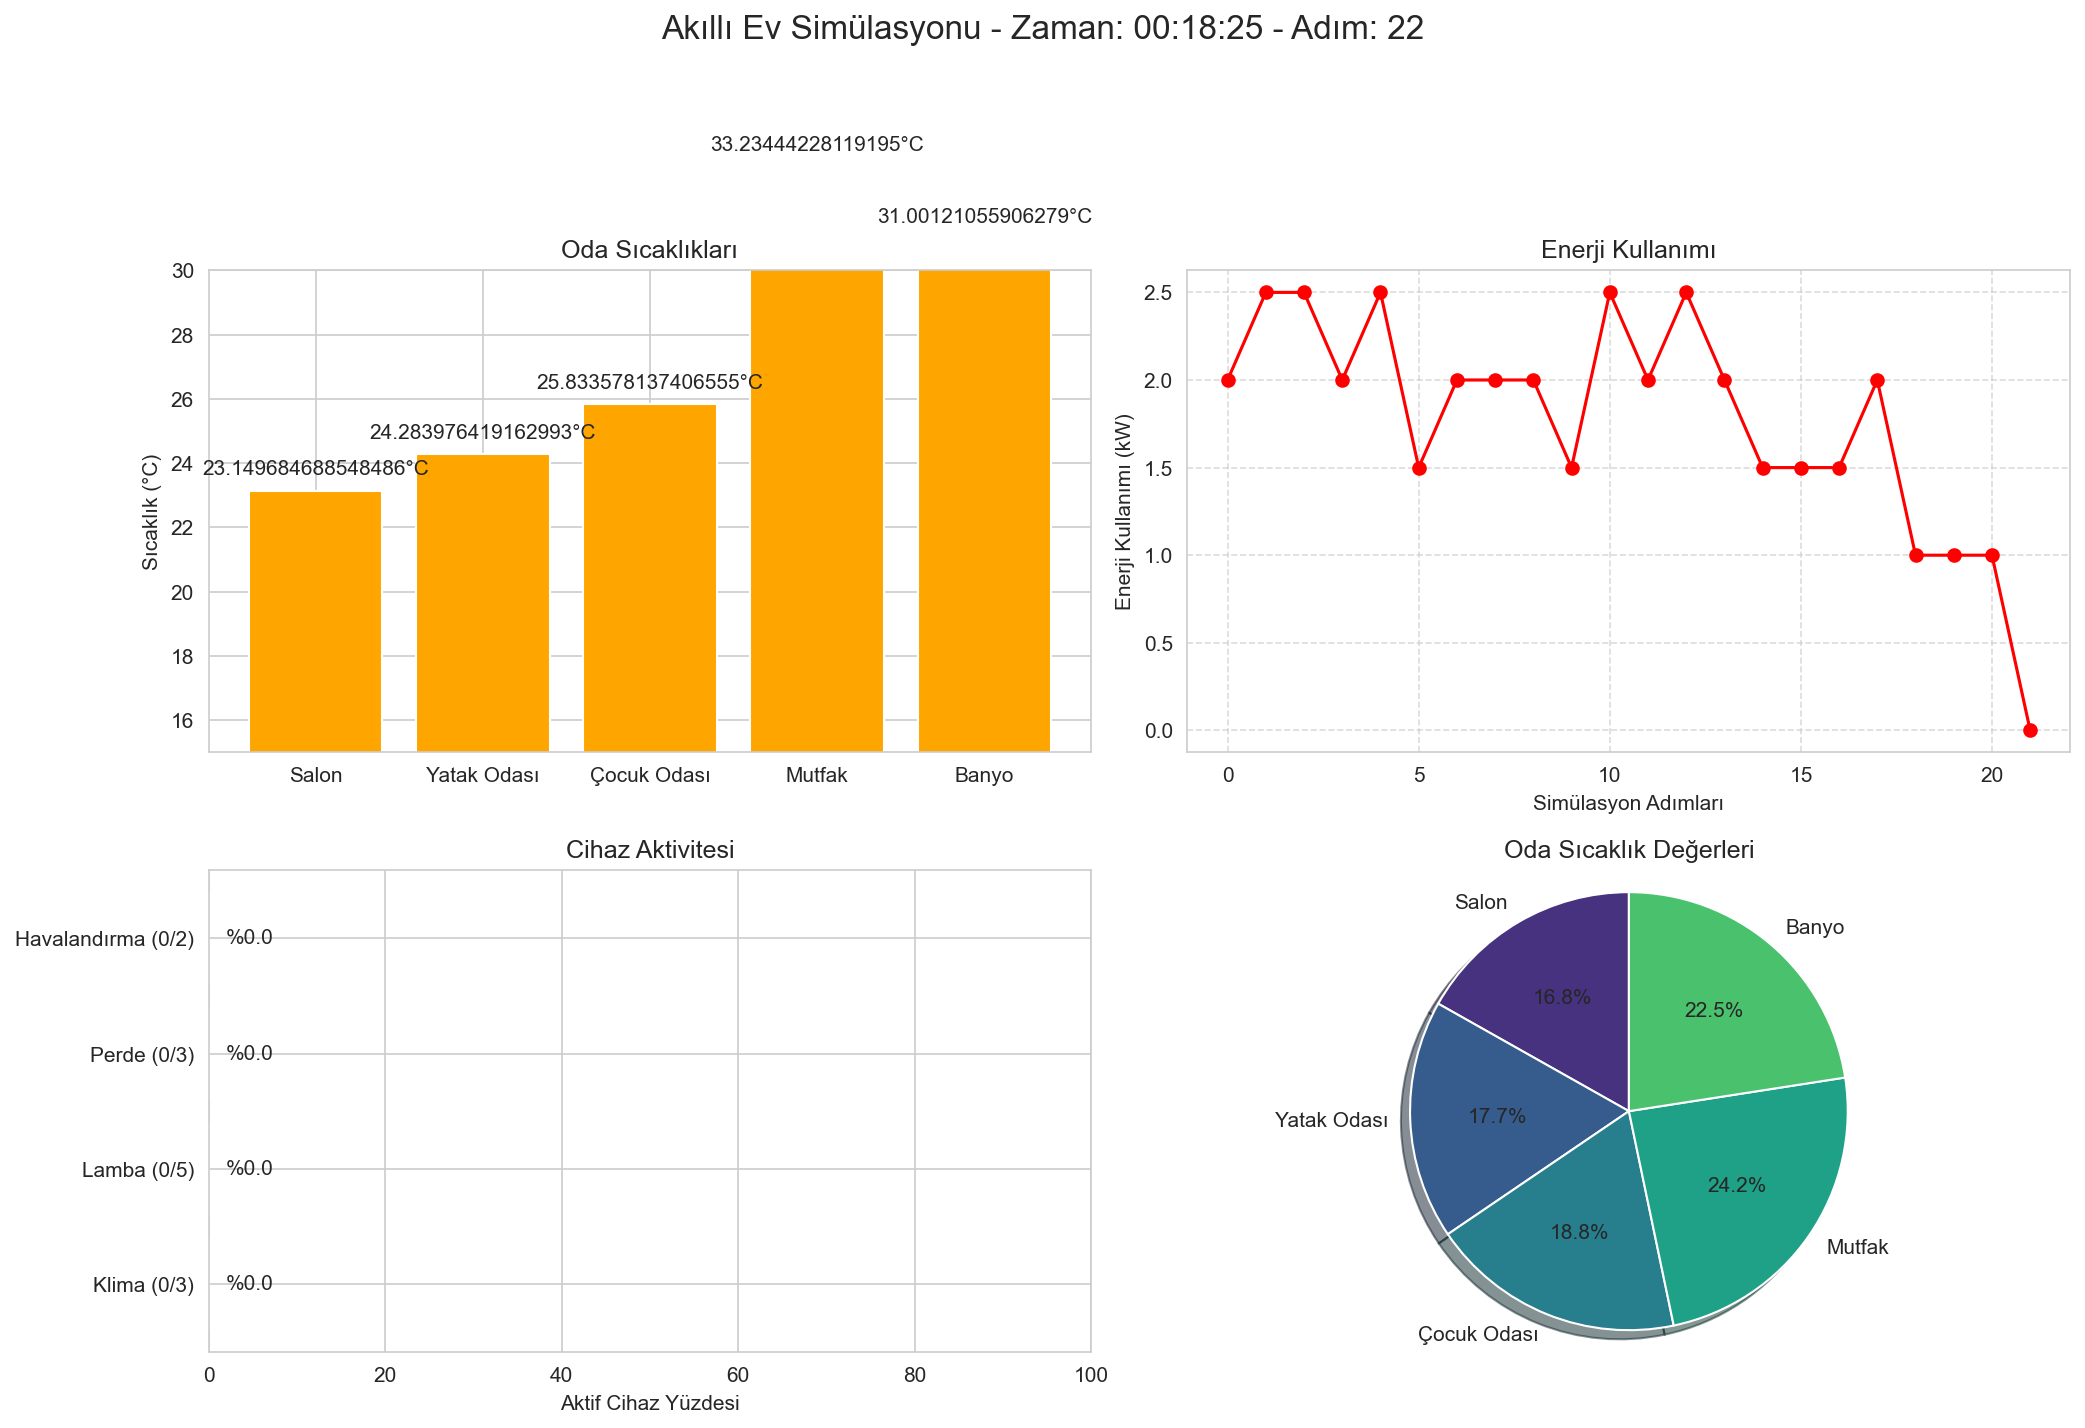 Akıllı Ev Simülasyonu - Zaman: 00:18:25 - Adım: 22
33.23444228119195°C
31.00121055906279°C
Oda Sıcaklıkları
25.833578137406555°C
24.283976419162993°C
23.149684688548486°C
Sıcaklık (°C)
30
28
26
24
22
20
18
16
Salon
Yatak Odası
Çocuk Odası
Mutfak
Banyo
Enerji Kullanımı
Enerji Kullanımı (kW)
2.5
2.0
1.5
1.0
0.5
0.0
0
5
10
15
20
Simülasyon Adımları
Cihaz Aktivitesi
Havalandırma (0/2)
%0.0
Perde (0/3)
%0.0
Lamba (0/5)
%0.0
Klima (0/3)
%0.0
0
20
40
60
80
100
Aktif Cihaz Yüzdesi
Oda Sıcaklık Değerleri
Salon
Banyo
16.8%
22.5%
Yatak Odası
17.7%
24.2%
18.8%
Mutfak
Çocuk Odası